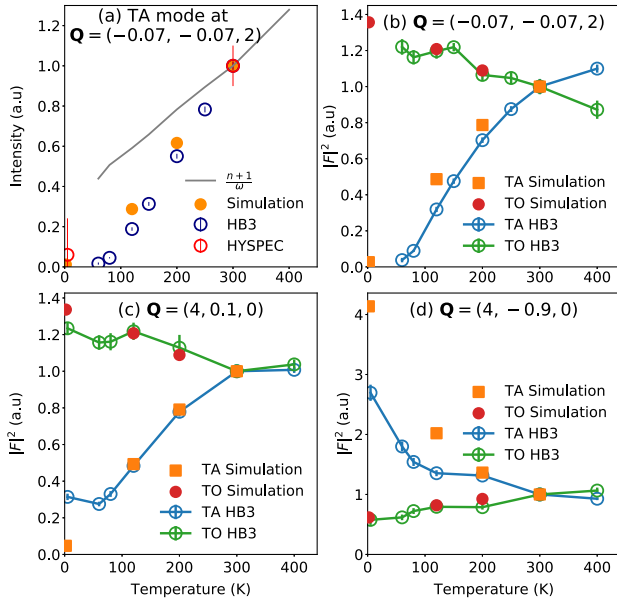 (a) TA mode at
Q = (−0.07, −0.07, 2)
Intensity (a.u)
1.2
1.0
0.8
0.6
0.4
0.2
0.0
n+1
ω
Simulation
HB3
HYSPEC
0
100
200
300
400
(b) Q = (−0.07, −0.07, 2)
|F|² (a.u)
1.4
1.2
1.0
0.8
0.6
0.4
0.2
0.0
TA Simulation
TO Simulation
TA HB3
TO HB3
0
100
200
300
400
(c) Q = (4, 0.1, 0)
|F|² (a.u)
1.4
1.2
1.0
0.8
0.6
0.4
0.2
0.0
TA Simulation
TO Simulation
TA HB3
TO HB3
0
100
200
300
400
Temperature (K)
(d) Q = (4, −0.9, 0)
|F|² (a.u)
4
3
2
1
0
TA Simulation
TO Simulation
TA HB3
TO HB3
0
100
200
300
400
Temperature (K)